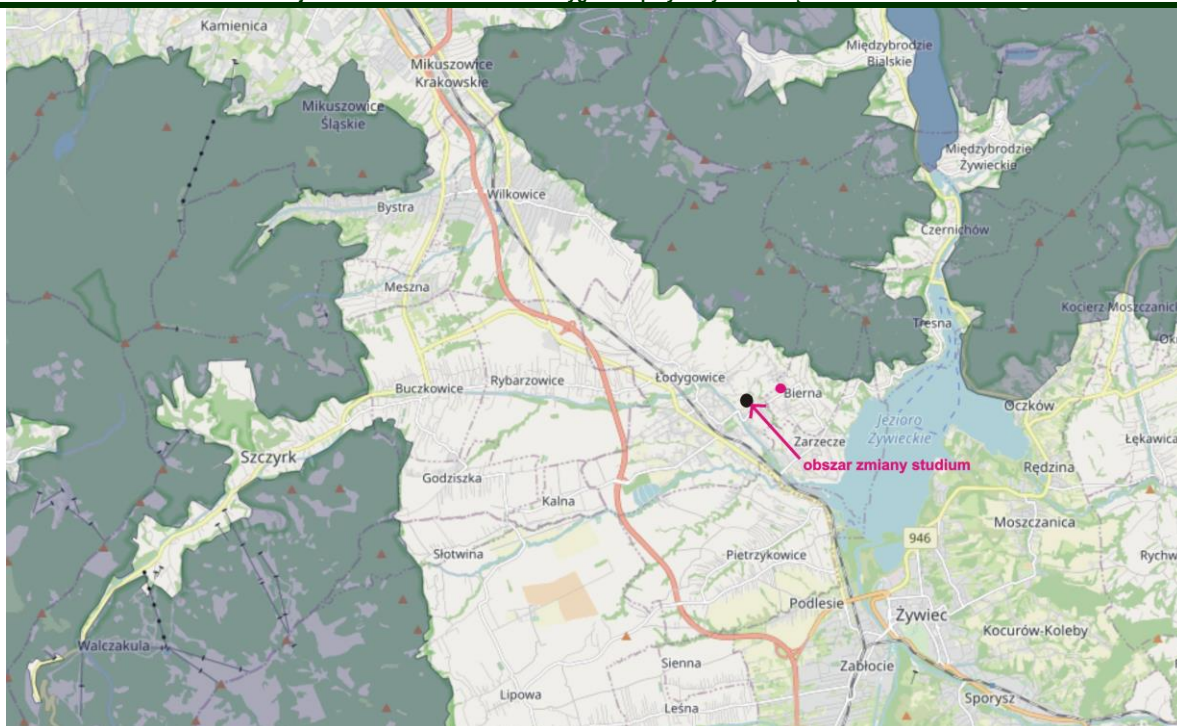 Kamienica
Międzybrodzie
Bialskie
Mikuszowice
Krakowskie
Mikuszowice
Śląskie
Międzybrodzie
Żywieckie
Wilkowice
Bystra
Czernichów
Meszna
Kocierz Moszczanicki
Tresna
Łodygowice
Rybarzowice
Buczkowice
Bierna
Oczków
Jezioro
Żywieckie
Zarzecze
Łękawica
Szczyrk
obszar zmiany studium
Rędzina
Godziszka
Kalna
Moszczanica
946
Słotwina
Pietrzykowice
Rychw
Podlesie
Żywiec
Kocurów-Koleby
Walczakula
Sienna
Zabłocie
Lipowa
Leśna
Sporysz